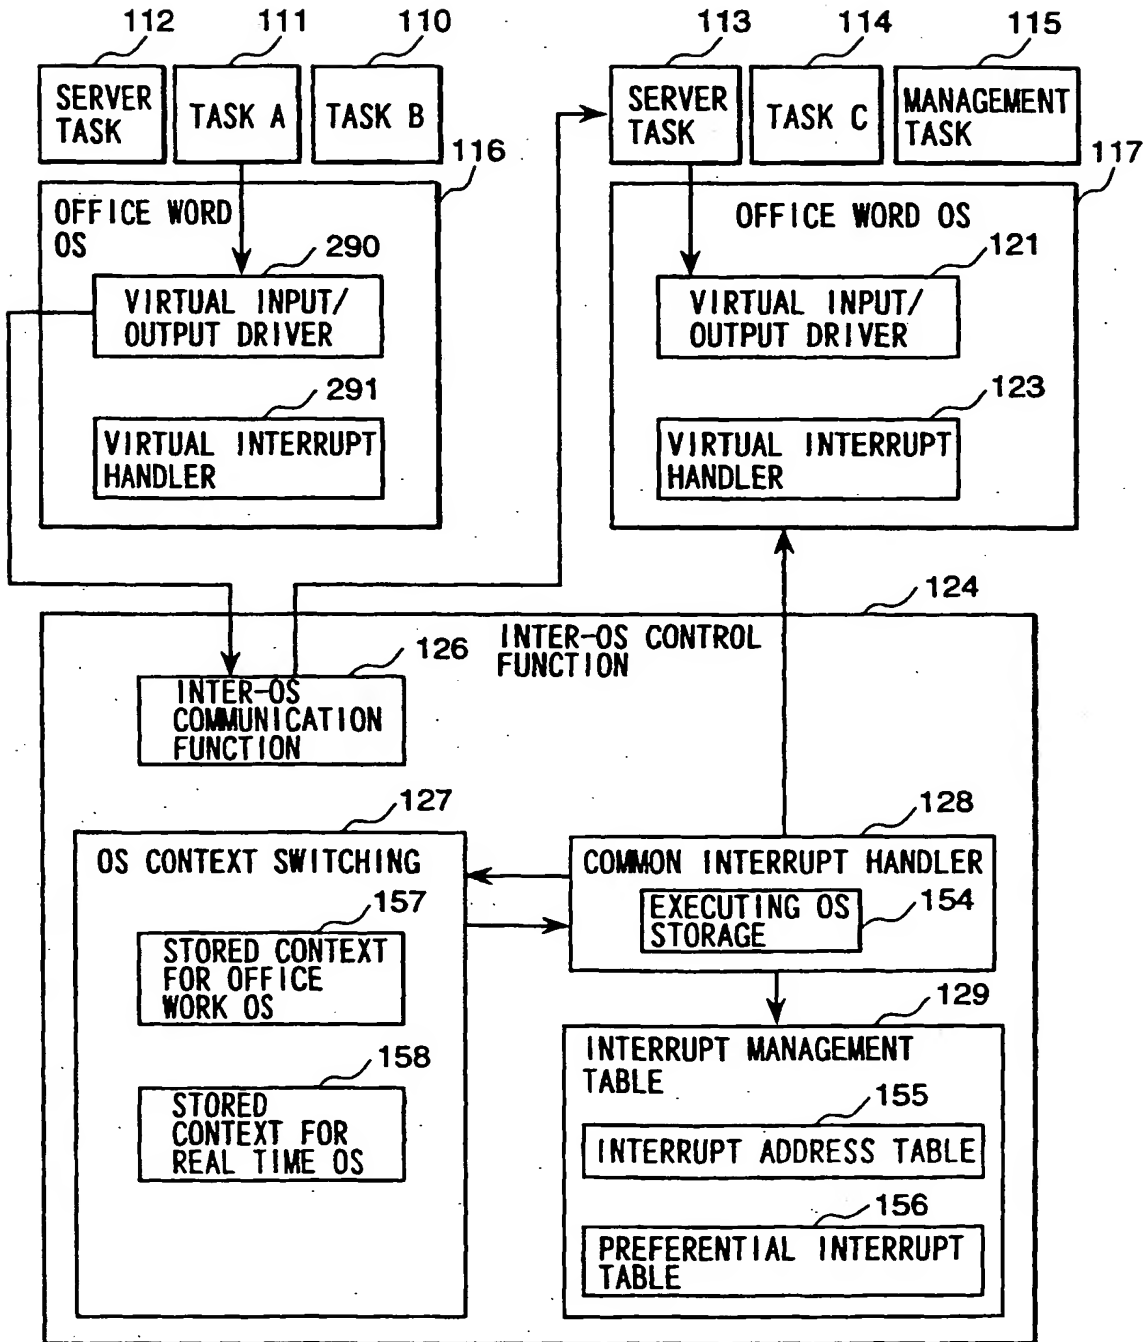 112
111
110
113
114
115
SERVER
TASK
TASK A
TASK B
SERVER
TASK
TASK C
MANAGEMENT
TASK
116
117
OFFICE WORD
OS
290
VIRTUAL INPUT/
OUTPUT DRIVER
291
VIRTUAL INTERRUPT
HANDLER
OFFICE WORD OS
121
VIRTUAL INPUT/
OUTPUT DRIVER
123
VIRTUAL INTERRUPT
HANDLER
124
INTER-OS CONTROL
FUNCTION
126
INTER-OS
COMMUNICATION
FUNCTION
127
OS CONTEXT SWITCHING
157
STORED CONTEXT
FOR OFFICE
WORK OS
158
STORED
CONTEXT FOR
REAL TIME OS
128
COMMON INTERRUPT HANDLER
EXECUTING OS
STORAGE
154
129
INTERRUPT MANAGEMENT
TABLE
155
INTERRUPT ADDRESS TABLE
156
PREFERENTIAL INTERRUPT
TABLE